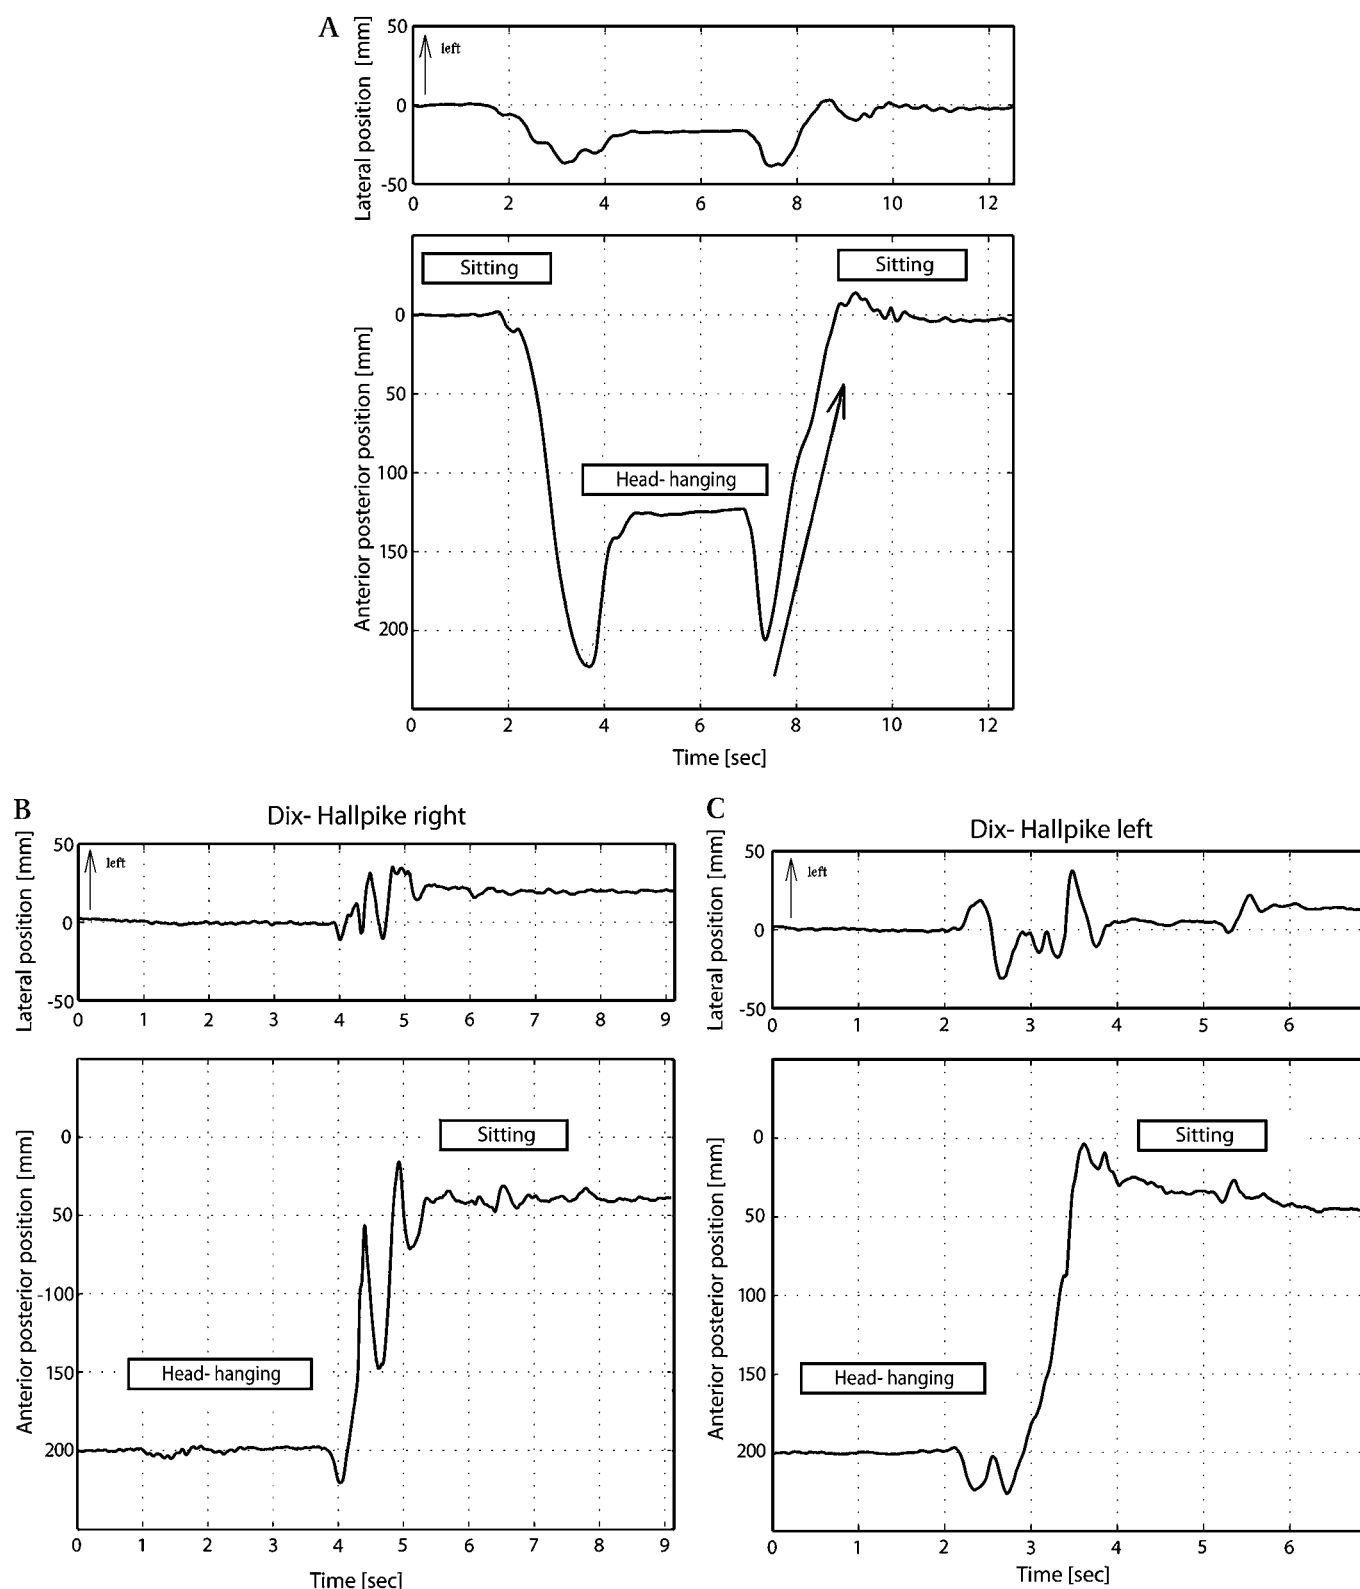 A
Lateral position [mm]
50
left
0
-50
0 2 4 6 8 10 12
Anterior posterior position [mm]
Sitting
Sitting
0
50
100
Head- hanging
150
200
0 2 4 6 8 10 12
Time [sec]
B
Dix- Hallpike right
Lateral position [mm]
50
left
0
-50
0 1 2 3 4 5 6 7 8 9
Anterior posterior position [mm]
0
Sitting
50
-100
150
Head- hanging
200
0 1 2 3 4 5 6 7 8 9
Time [sec]
C
Dix- Hallpike left
Lateral position [mm]
50
left
0
-50
0 1 2 3 4 5 6
Anterior posterior position [mm]
0
Sitting
50
100
150
Head- hanging
200
0 1 2 3 4 5 6
Time [sec]